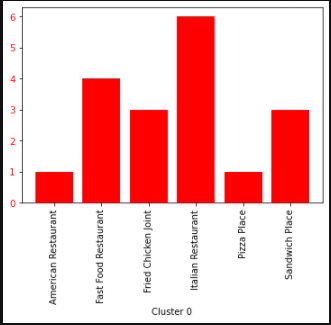 6
5
4
3
2
1
0
American Restaurant
Fast Food Restaurant
Fried Chicken Joint
Italian Restaurant
Pizza Place
Sandwich Place
Cluster 0